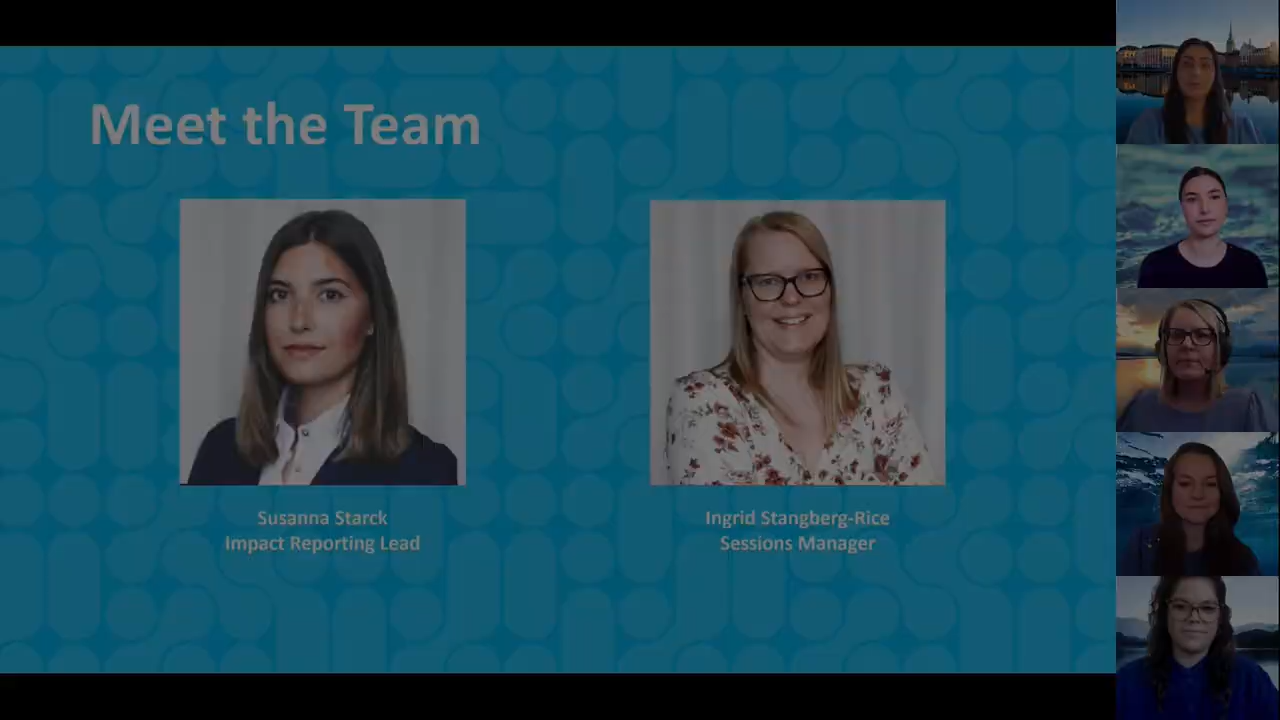 Meet the Team
Susanna Starck
Impact Reporting Lead
Ingrid Stangberg-Rice
Sessions Manager